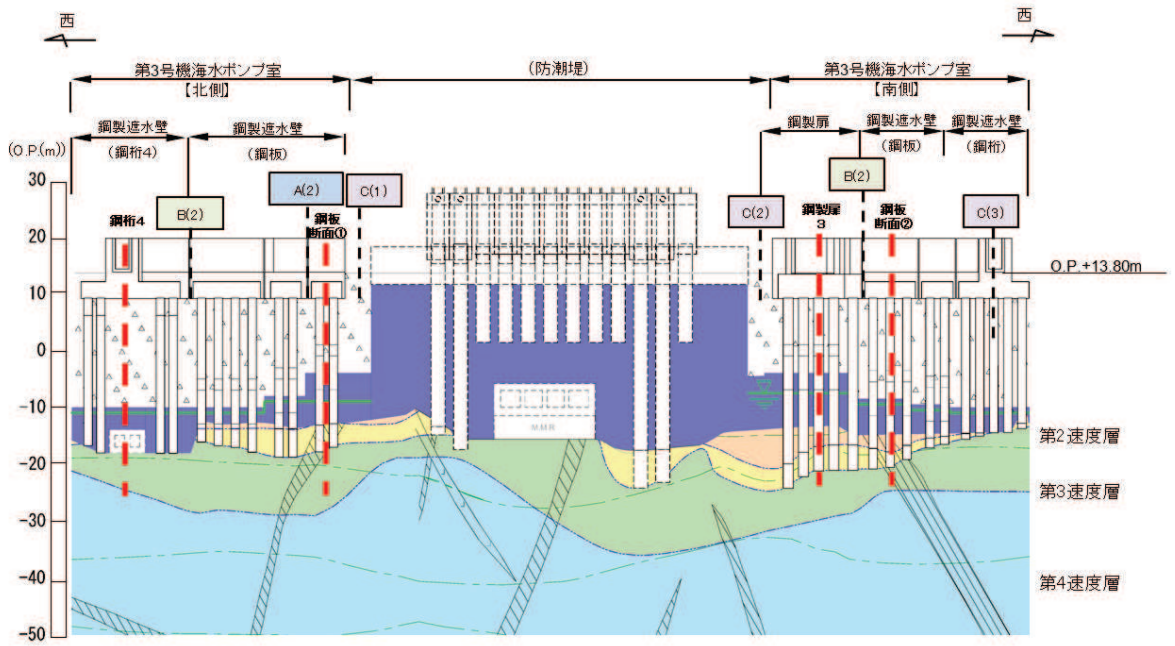 西
西
第3号機海水ポンプ室
【北側】
(防潮堤)
第3号機海水ポンプ室
【南側】
鋼製遮水壁
(鋼桁4)
鋼製遮水壁
(鋼板)
鋼製扉
鋼製遮水壁
(鋼板)
鋼製遮水壁
(鋼桁)
(O.P.(m))
30
20
10
0
-10
-20
-30
-40
-50
鋼桁4
B(2)
A(2)
鋼板
断面①
C(1)
C(2)
鋼製扉
3
B(2)
鋼板
断面②
C(3)
O.P.+13.80m
M M R
第2速度層
第3速度層
第4速度層